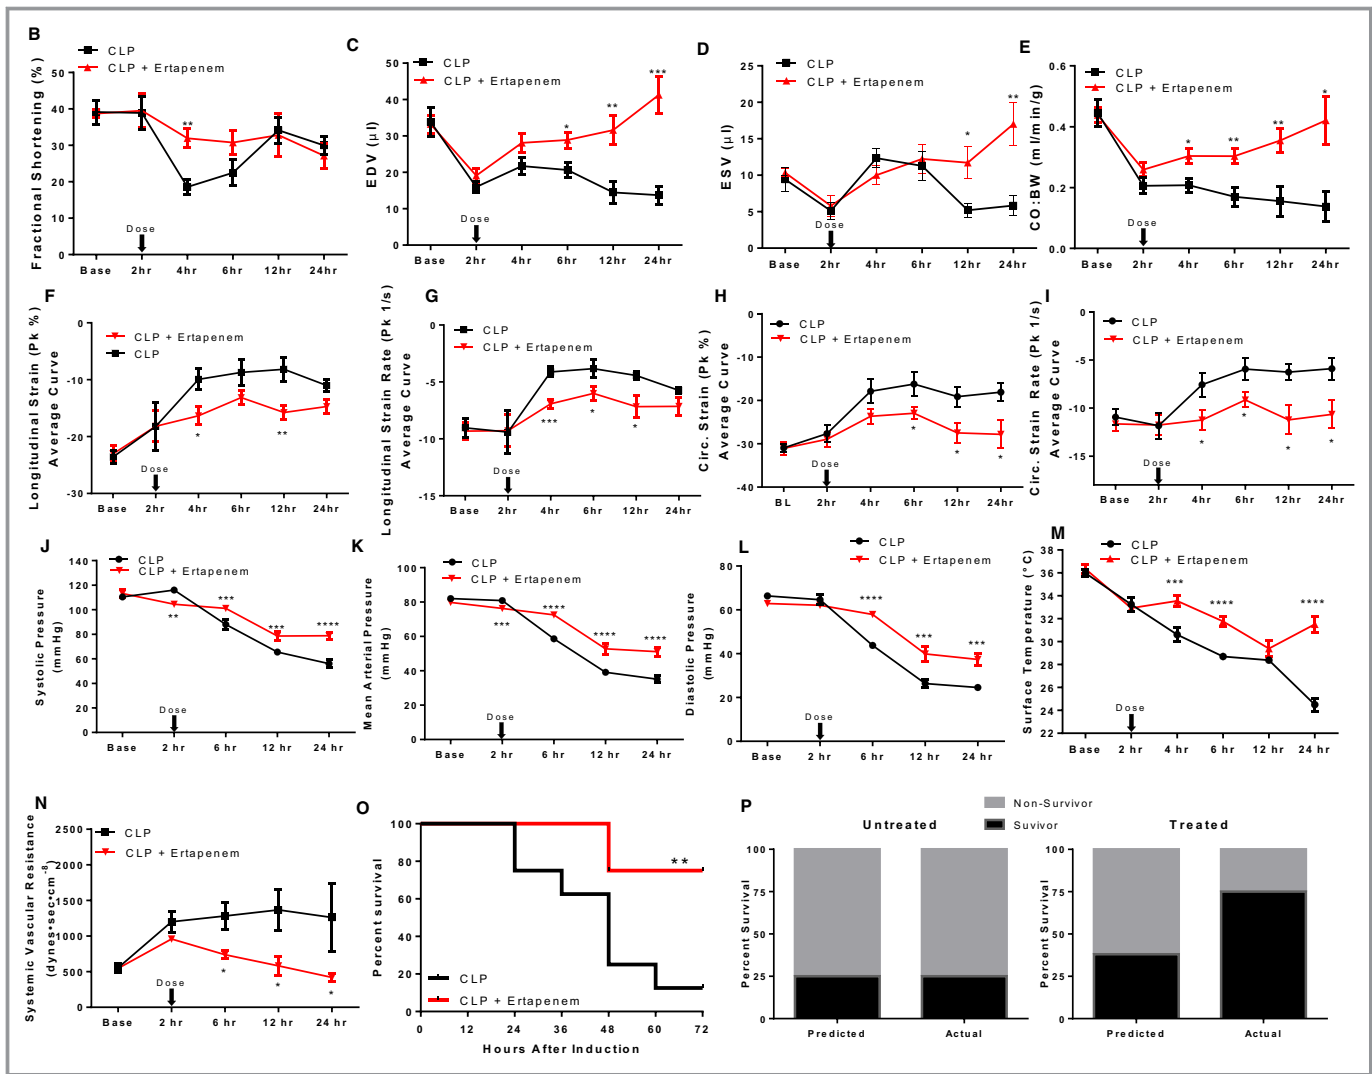 B
CLP
CLP + Ertapenem
Fractional Shortening (%)
50
40
30
20
10
0
**
Dose
Base 2hr 4hr 6hr 12hr 24hr
C
CLP
CLP + Ertapenem
EDV (µl)
50
40
30
20
10
0
* ** ***
Dose
Base 2hr 4hr 6hr 12hr 24hr
D
CLP
CLP + Ertapenem
ESV (µl)
25
20
15
10
5
0
* **
Dose
Base 2hr 4hr 6hr 12hr 24hr
E
CLP
CLP + Ertapenem
CO:BW (ml/min/g)
0.6
0.4
0.2
0.0
* ** ** *
Dose
Base 2hr 4hr 6hr 12hr 24hr
F
CLP + Ertapenem
CLP
Longitudinal Strain (Pk %)
Average Curve
-0
-10
-20
-30
* **
Dose
Base 2hr 4hr 6hr 12hr 24hr
G
CLP
CLP + Ertapenem
Longitudinal Strain Rate (Pk 1/s)
Average Curve
-0
-5
-10
-15
*** * *
Dose
Base 2hr 4hr 6hr 12hr 24hr
H
CLP
CLP + Ertapenem
Circ. Strain (Pk %)
Average Curve
-0
-10
-20
-30
-40
* * *
Dose
BL 2hr 4hr 6hr 12hr 24hr
I
CLP
CLP + Ertapenem
Circ. Strain Rate (Pk 1/s)
Average Curve
-0
-5
-10
-15
* * * *
Dose
Base 2hr 4hr 6hr 12hr 24hr
J
CLP
CLP + Ertapenem
Systolic Pressure
(mmHg)
140
120
100
80
60
40
20
0
** *** *** ****
Dose
Base 2 hr 6 hr 12 hr 24 hr
K
CLP
CLP + Ertapenem
Mean Arterial Pressure
(mmHg)
100
80
60
40
20
0
*** **** **** ****
Dose
Base 2 hr 6 hr 12 hr 24 hr
L
CLP
CLP + Ertapenem
Diastolic Pressure
(mmHg)
80
60
40
20
0
**** *** ***
Dose
Base 2 hr 6 hr 12 hr 24 hr
M
CLP
CLP + Ertapenem
Surface Temperature (°C)
38
36
34
32
30
28
26
24
22
*** **** ****
Dose
Base 2 hr 4 hr 6 hr 12 hr 24 hr
N
CLP
CLP + Ertapenem
Systemic Vascular Resistance
(dynes•sec•cm-8)
2500
2000
1500
1000
500
0
* * *
Dose
Base 2 hr 6 hr 12 hr 24 hr
O
Percent survival
100
80
60
40
20
0
**
CLP
CLP + Ertapenem
0 12 24 36 48 60 72
Hours After Induction
P
Non-Survivor
Suvivor
Untreated
Percent Survival
100
75
50
25
0
Predicted Actual
Treated
Percent Survival
100
75
50
25
0
Predicted Actual